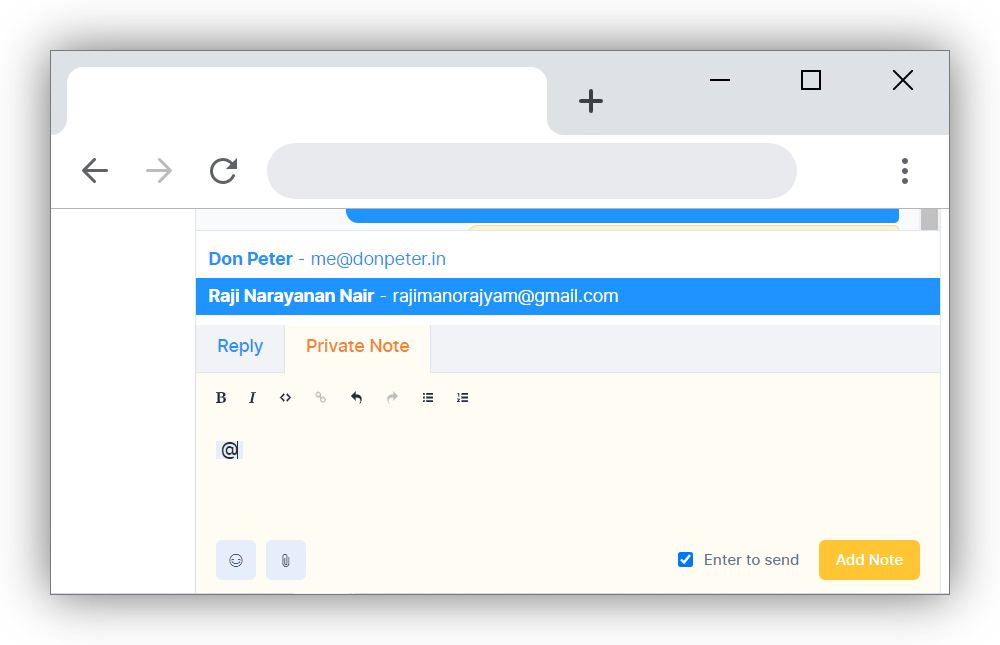 Don Peter - me@donpeter.in
Raji Narayanan Nair - rajimanorajyam@gmail.com
Reply Private Note
B I
@
Enter to send Add Note